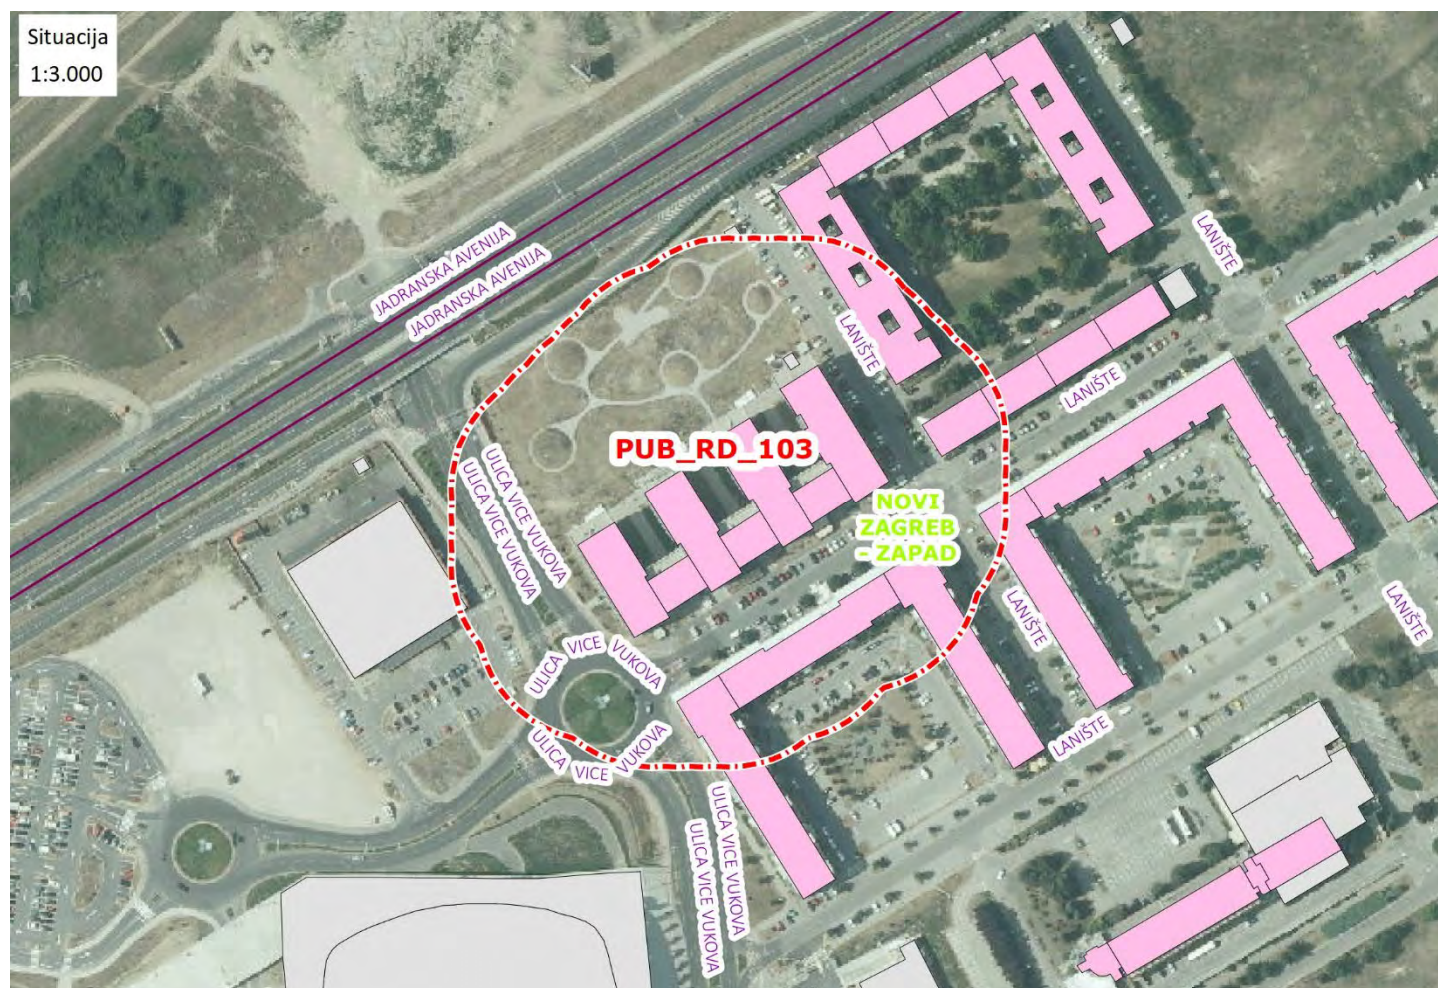 Situacija
1:3.000
JADRANSKA AVENIJA
JADRANSKA AVENIJA
LANIŠTE
LANIŠTE
LANIŠTE
PUB_RD_103
ULICA VICE VUKOVA
ULICA VICE VUKOVA
NOVI
ZAGREB
- ZAPAD
LANIŠTE
LANIŠTE
ULICA VICE VUKOVA
LANIŠTE
ULICA VICE VUKOVA
ULICA VICE VUKOVA
ULICA VICE VUKOVA